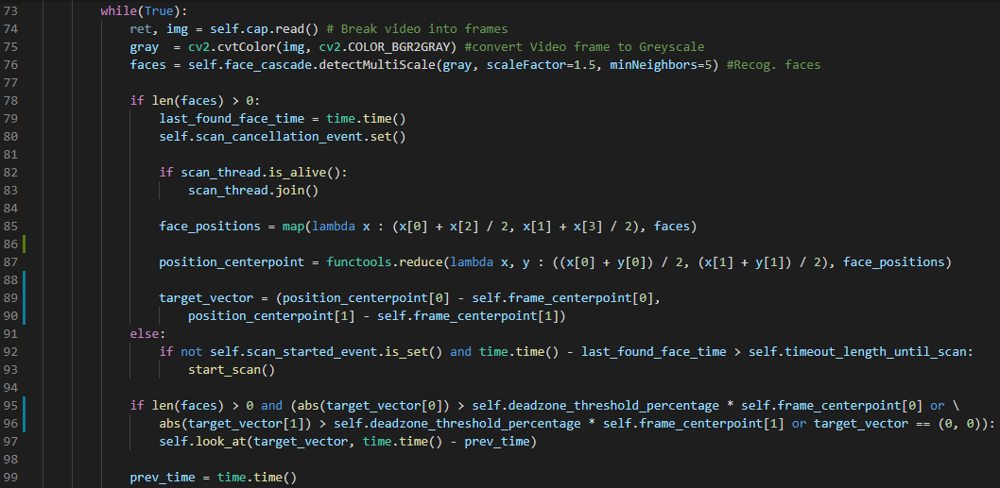 73 while(True):
74 ret, img = self.cap.read() # Break video into frames
75 gray  = cv2.cvtColor(img, cv2.COLOR_BGR2GRAY) #convert Video frame to Greyscale
76 faces = self.face_cascade.detectMultiScale(gray, scaleFactor=1.5, minNeighbors=5) #Recog. faces
77
78 if len(faces) > 0:
79 last_found_face_time = time.time()
80 self.scan_cancellation_event.set()
81
82 if scan_thread.is_alive():
83 scan_thread.join()
84
85 face_positions = map(lambda x : (x[0] + x[2] / 2, x[1] + x[3] / 2), faces)
86
87 position_centerpoint = functools.reduce(lambda x, y : ((x[0] + y[0]) / 2, (x[1] + y[1]) / 2), face_positions)
88
89 target_vector = (position_centerpoint[0] - self.frame_centerpoint[0],
90 position_centerpoint[1] - self.frame_centerpoint[1])
91 else:
92 if not self.scan_started_event.is_set() and time.time() - last_found_face_time > self.timeout_length_until_scan:
93 start_scan()
94
95 if len(faces) > 0 and (abs(target_vector[0]) > self.deadzone_threshold_percentage * self.frame_centerpoint[0] or \
96 abs(target_vector[1]) > self.deadzone_threshold_percentage * self.frame_centerpoint[1] or target_vector == (0, 0)):
97 self.look_at(target_vector, time.time() - prev_time)
98
99 prev_time = time.time()